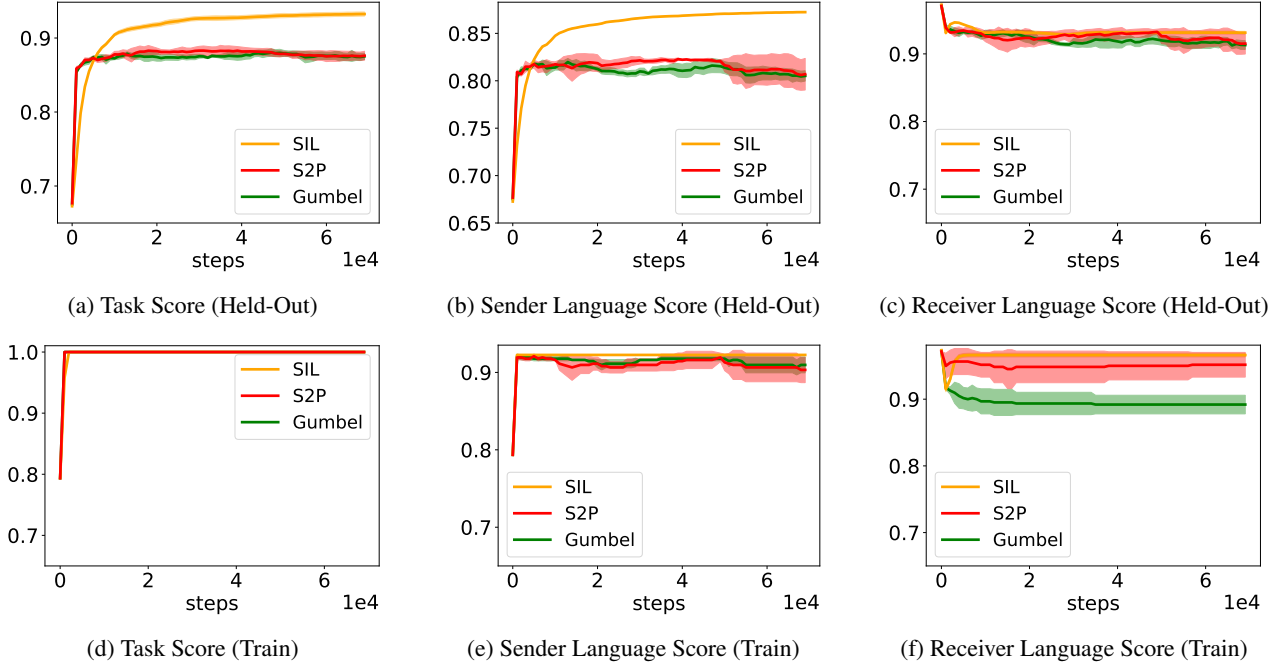 0.9
0.8
0.7
0 2 4 6
steps 1e4
SIL
S2P
Gumbel
(a) Task Score (Held-Out)
0.85
0.80
0.75
0.70
0.65
0 2 4 6
steps 1e4
SIL
S2P
Gumbel
(b) Sender Language Score (Held-Out)
0.9
0.8
0.7
0 2 4 6
steps 1e4
SIL
S2P
Gumbel
(c) Receiver Language Score (Held-Out)
1.0
0.9
0.8
0.7
0 2 4 6
steps 1e4
SIL
S2P
Gumbel
(d) Task Score (Train)
0.9
0.8
0.7
0 2 4 6
steps 1e4
SIL
S2P
Gumbel
(e) Sender Language Score (Train)
0.9
0.8
0.7
0 2 4 6
steps 1e4
SIL
S2P
Gumbel
(f) Receiver Language Score (Train)